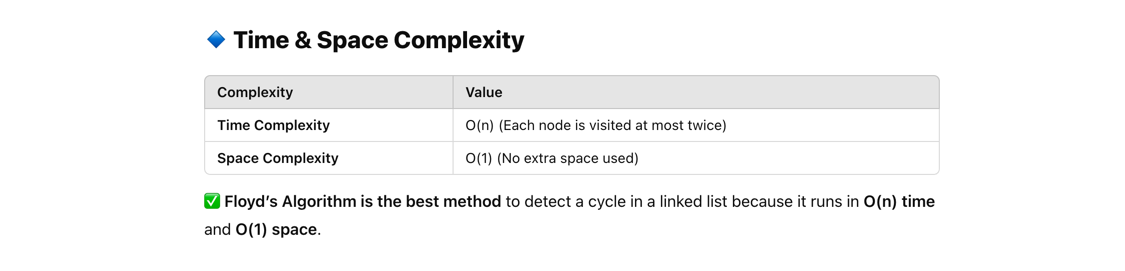 🔷 Time & Space Complexity
Complexity Value
Time Complexity O(n) (Each node is visited at most twice)
Space Complexity O(1) (No extra space used)
✅ Floyd’s Algorithm is the best method to detect a cycle in a linked list because it runs in O(n) time
and O(1) space.